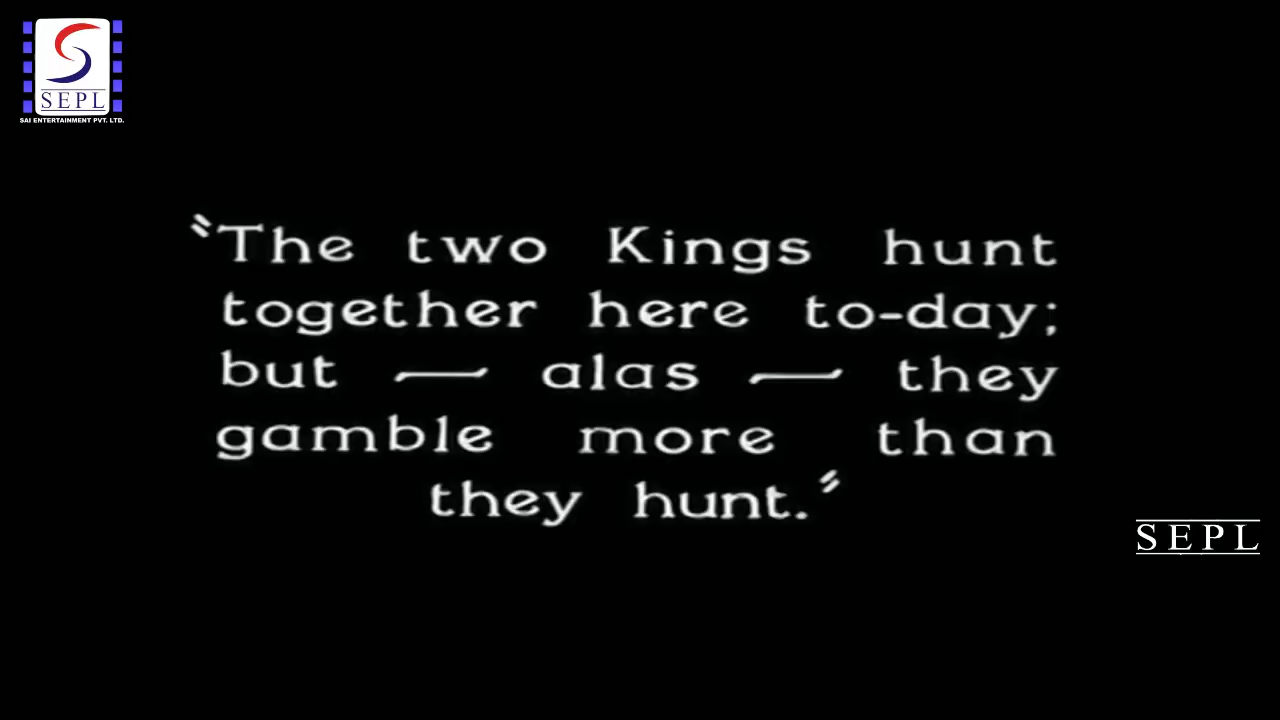 SEPL
SAI ENTERTAINMENT PVT. LTD.
"The two Kings hunt
together here to-day;
but — alas — they
gamble more than
they hunt."
SEPL